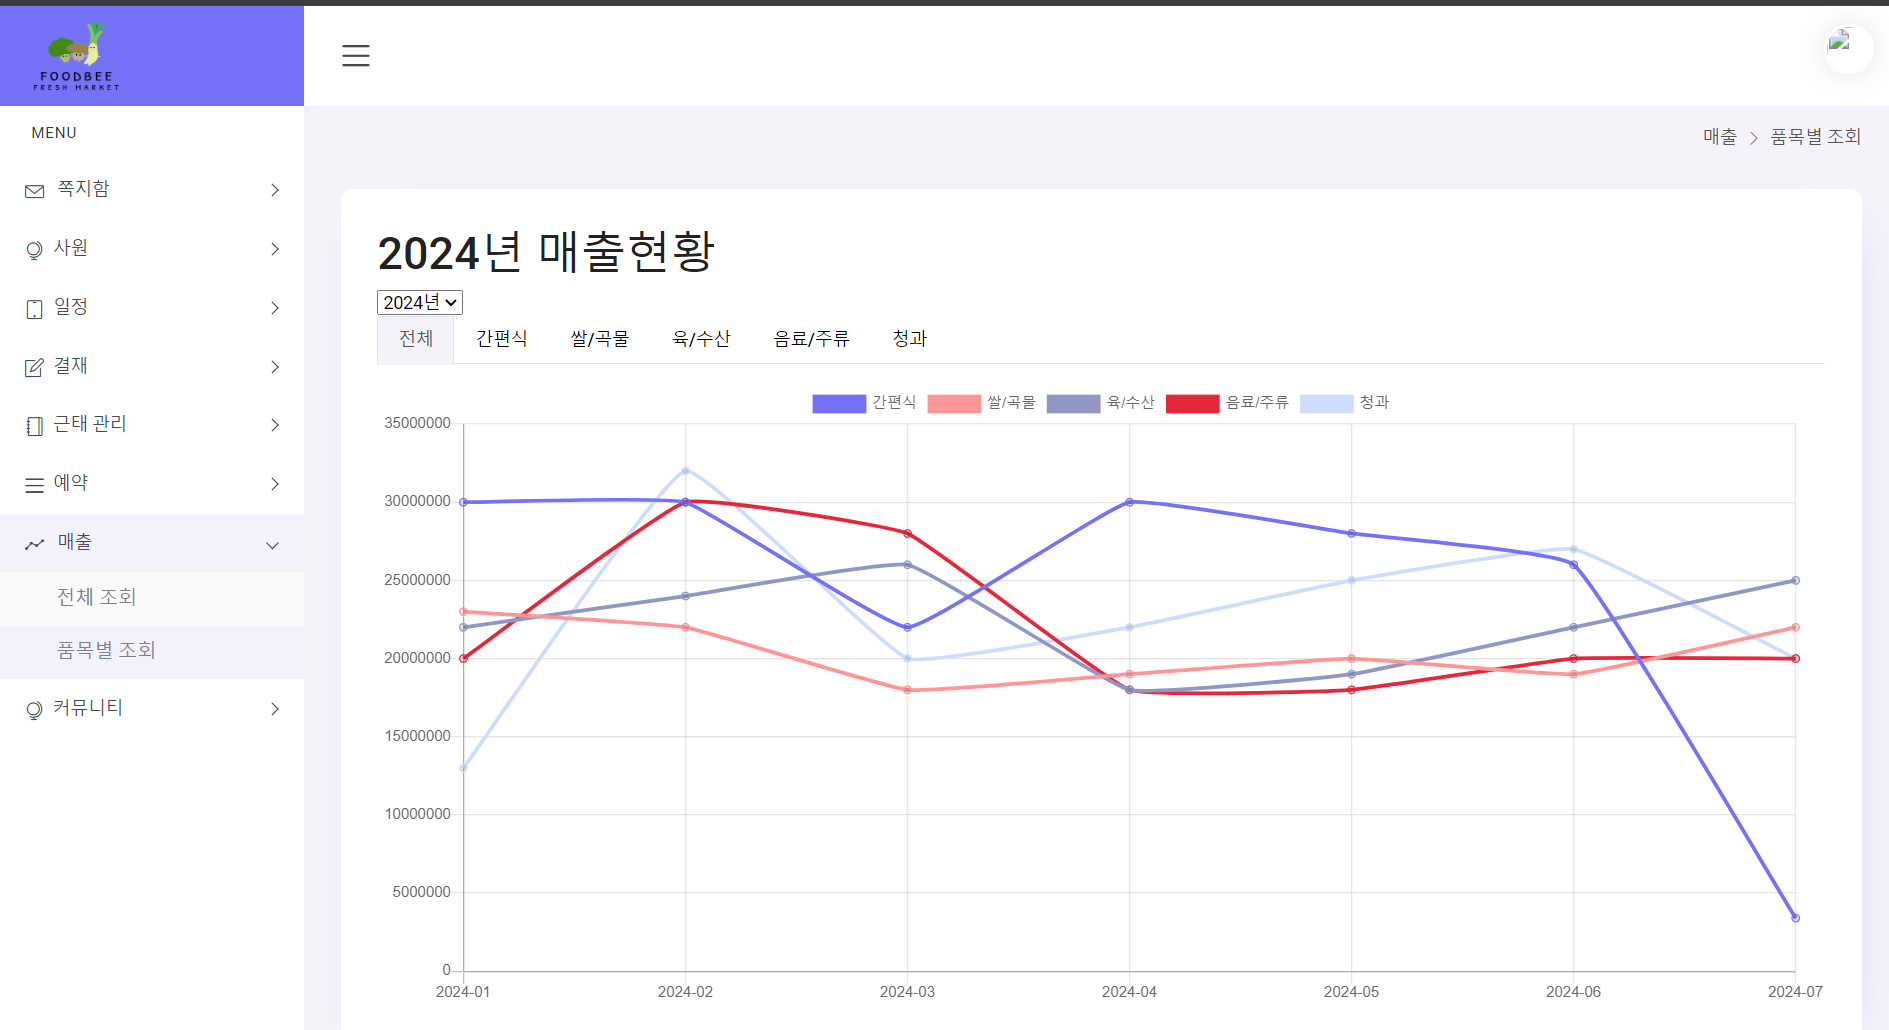 FOODBEE
FRESH MARKET
MENU
쪽지함
사원
일정
결재
근태 관리
예약
매출
전체 조회
품목별 조회
커뮤니티
매출 > 품목별 조회
2024년 매출현황
2024년
전체 간편식 쌀/곡물 육/수산 음료/주류 청과
간편식 쌀/곡물 육/수산 음료/주류 청과
35000000
30000000
25000000
20000000
15000000
10000000
5000000
0
2024-01 2024-02 2024-03 2024-04 2024-05 2024-06 2024-07